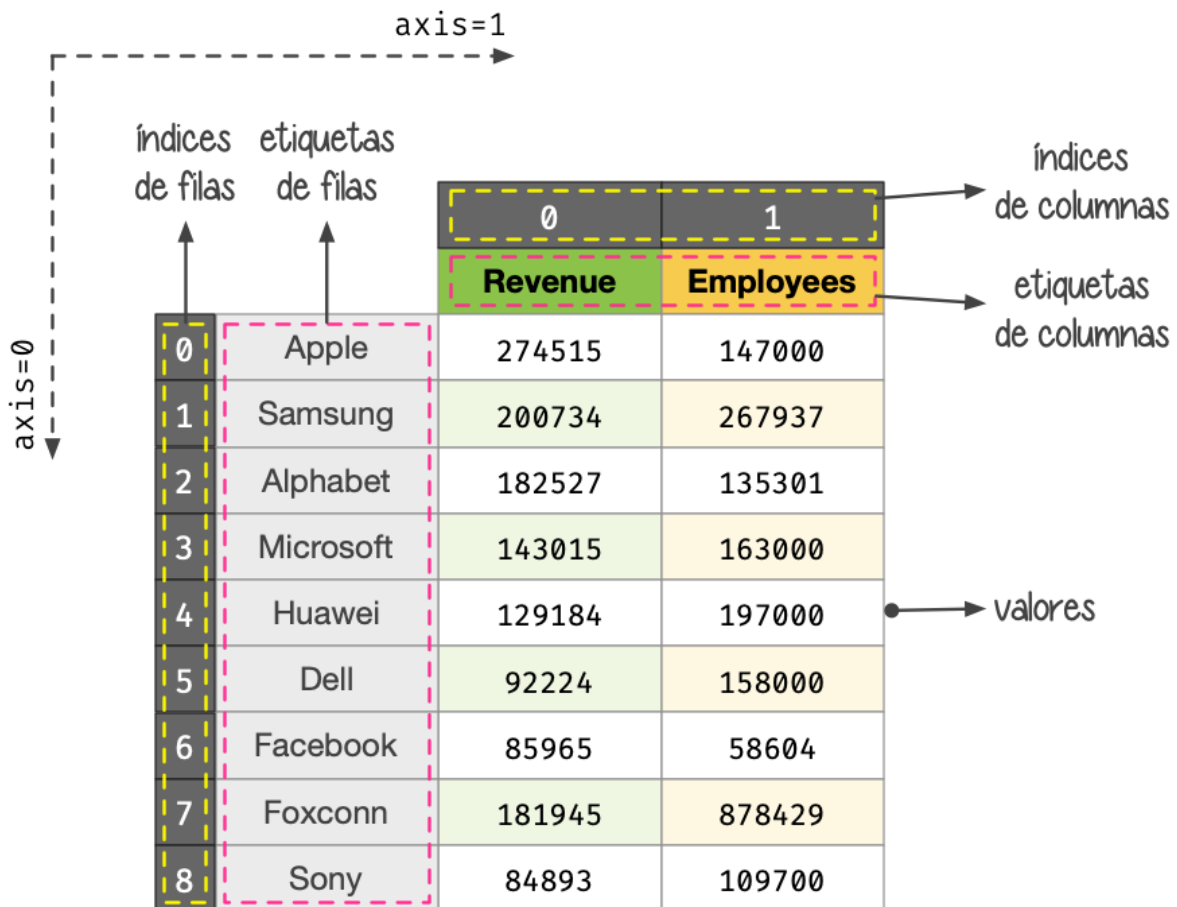 axis=1
axis=0
índices
de filas
etiquetas
de filas
índices
de columnas
0 1
Revenue Employees
etiquetas
de columnas
0 Apple 274515 147000
1 Samsung 200734 267937
2 Alphabet 182527 135301
3 Microsoft 143015 163000
4 Huawei 129184 197000
valores
5 Dell 92224 158000
6 Facebook 85965 58604
7 Foxconn 181945 878429
8 Sony 84893 109700